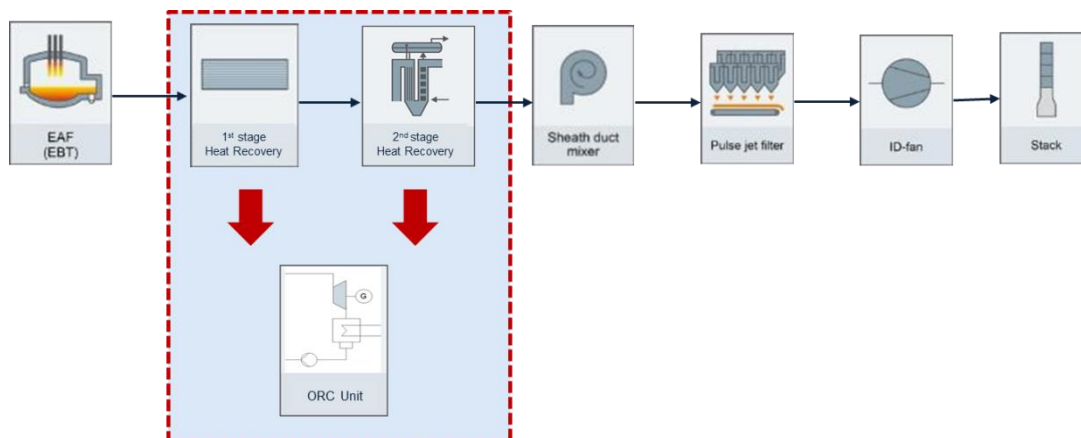 EAF
(EBT)
1st stage
Heat Recovery
2nd stage
Heat Recovery
Sheath duct
mixer
Pulse jet filter
ID-fan
Stack
G
ORC Unit